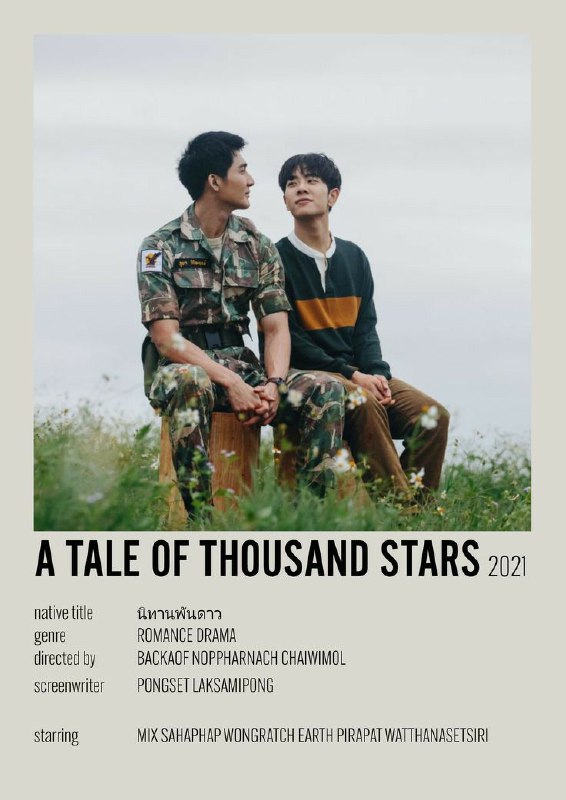 A TALE OF THOUSAND STARS 2021
native title นิทานพันดาว
genre ROMANCE DRAMA
directed by BACKAOF NOPPHARNACH CHAIWIMOL
screenwriter PONGSET LAKSAMIPONG
starring MIX SAHAPHAP WONGRATCH EARTH PIRAPAT WATTHANASETSIRI